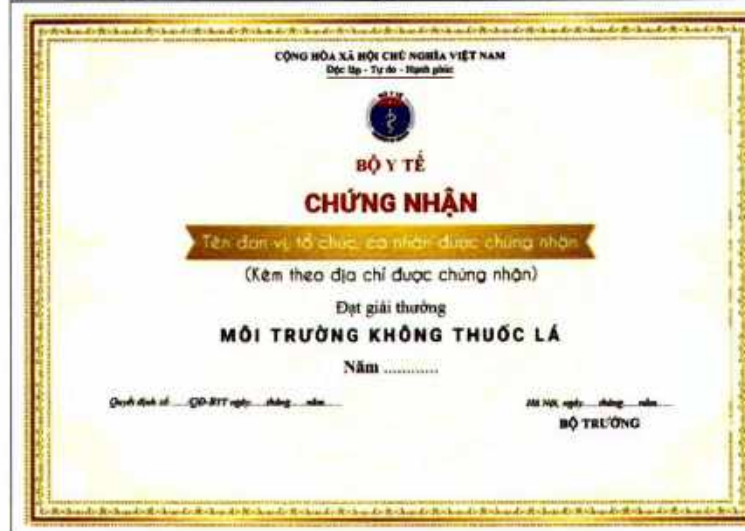 CỘNG HÒA XÃ HỘI CHỦ NGHĨA VIỆT NAM
Độc lập - Tự do - Hạnh phúc
BỘ Y TẾ
BỘ Y TẾ
CHỨNG NHẬN
Tên đơn vị, tổ chức, cá nhân được chứng nhận
(Kèm theo địa chỉ được chứng nhận)
Đạt giải thưởng
MÔI TRƯỜNG KHÔNG THUỐC LÁ
Năm ............
Quyết định số ...../QĐ-BYT ngày.....tháng.....năm.....
Hà Nội, ngày.....tháng.....năm.....
BỘ TRƯỞNG